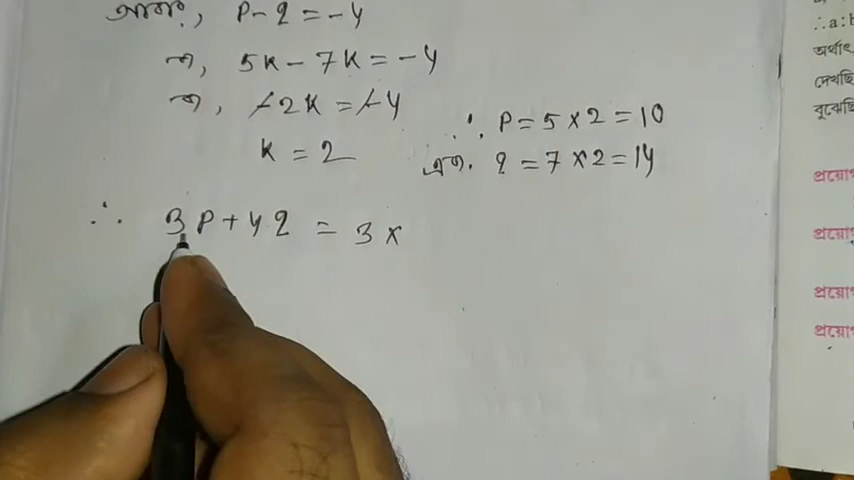 আবার, P - q = -4
বা, 5k - 7k = -4
বা, -2k = -4
k = 2
∴ P = 5 × 2 = 10
এবং q = 7 × 2 = 14
∴ 3P + 4q = 3 ×
∴ a:b
অর্থাৎ
দেখছি
বুঝেছি
প্রয়োগ
প্রয়োগ
প্রয়োগ
প্রয়োগ